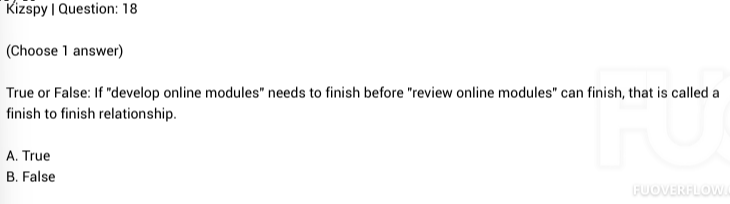 Kizspy | Question: 18
(Choose 1 answer)
True or False: If "develop online modules" needs to finish before "review online modules" can finish, that is called a
finish to finish relationship.
A. True
B. False
FU
FUOVERFLOW.